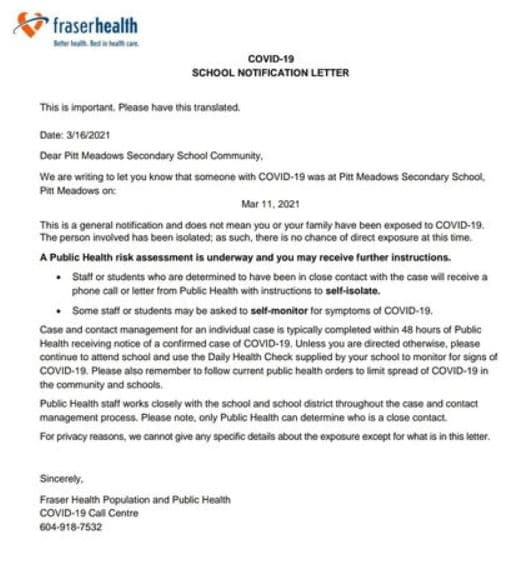 fraserhealth
Better health. Best in health care.
COVID-19
SCHOOL NOTIFICATION LETTER
This is important. Please have this translated.
Date: 3/16/2021
Dear Pitt Meadows Secondary School Community,
We are writing to let you know that someone with COVID-19 was at Pitt Meadows Secondary School,
Pitt Meadows on:
Mar 11, 2021
This is a general notification and does not mean you or your family have been exposed to COVID-19.
The person involved has been isolated; as such, there is no chance of direct exposure at this time.
A Public Health risk assessment is underway and you may receive further instructions.
• Staff or students who are determined to have been in close contact with the case will receive a
phone call or letter from Public Health with instructions to self-isolate.
• Some staff or students may be asked to self-monitor for symptoms of COVID-19.
Case and contact management for an individual case is typically completed within 48 hours of Public
Health receiving notice of a confirmed case of COVID-19. Unless you are directed otherwise, please
continue to attend school and use the Daily Health Check supplied by your school to monitor for signs of
COVID-19. Please also remember to follow current public health orders to limit spread of COVID-19 in
the community and schools.
Public Health staff works closely with the school and school district throughout the case and contact
management process. Please note, only Public Health can determine who is a close contact.
For privacy reasons, we cannot give any specific details about the exposure except for what is in this letter.
Sincerely,
Fraser Health Population and Public Health
COVID-19 Call Centre
604-918-7532